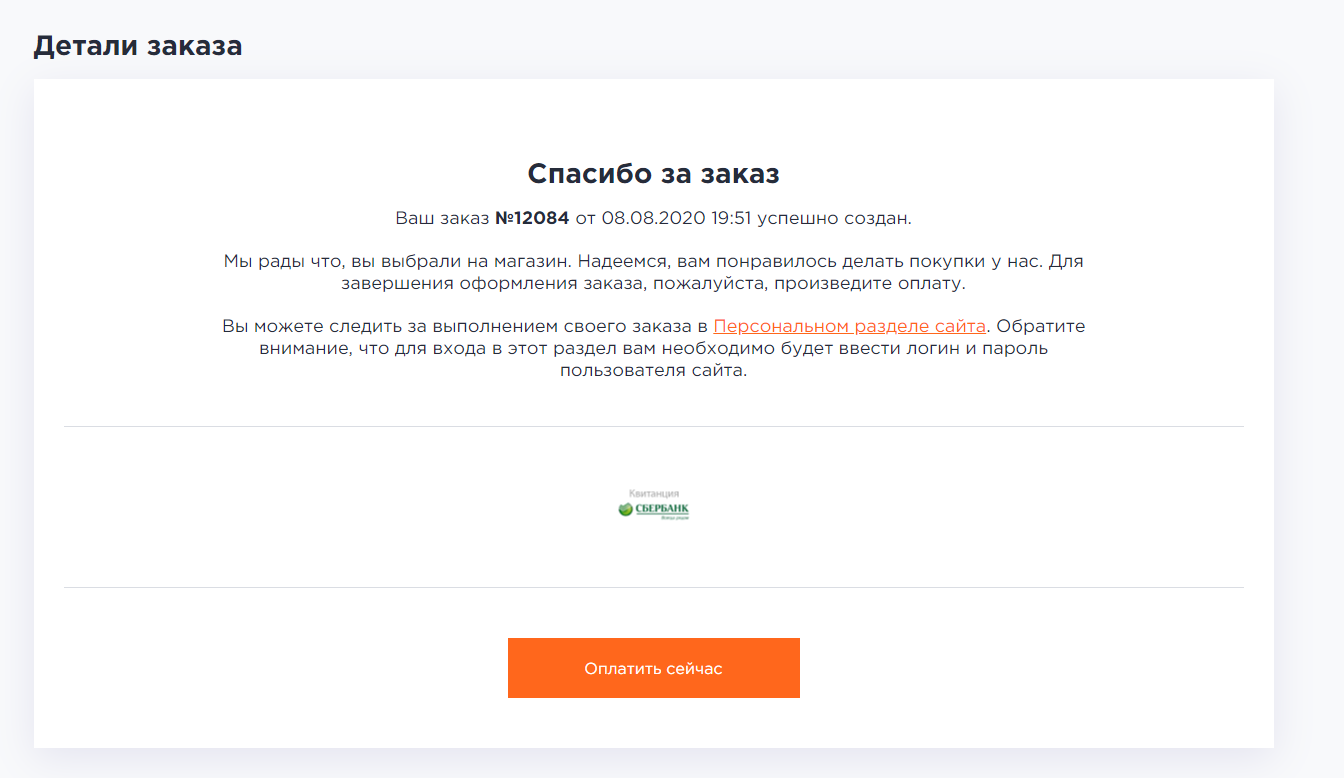 Детали заказа
Спасибо за заказ
Ваш заказ №12084 от 08.08.2020 19:51 успешно создан.
Мы рады что, вы выбрали на магазин. Надеемся, вам понравилось делать покупки у нас. Для
завершения оформления заказа, пожалуйста, произведите оплату.
Вы можете следить за выполнением своего заказа в Персональном разделе сайта. Обратите
внимание, что для входа в этот раздел вам необходимо будет ввести логин и пароль
пользователя сайта.
Квитанция
СБЕРБАНК
Оплатить сейчас